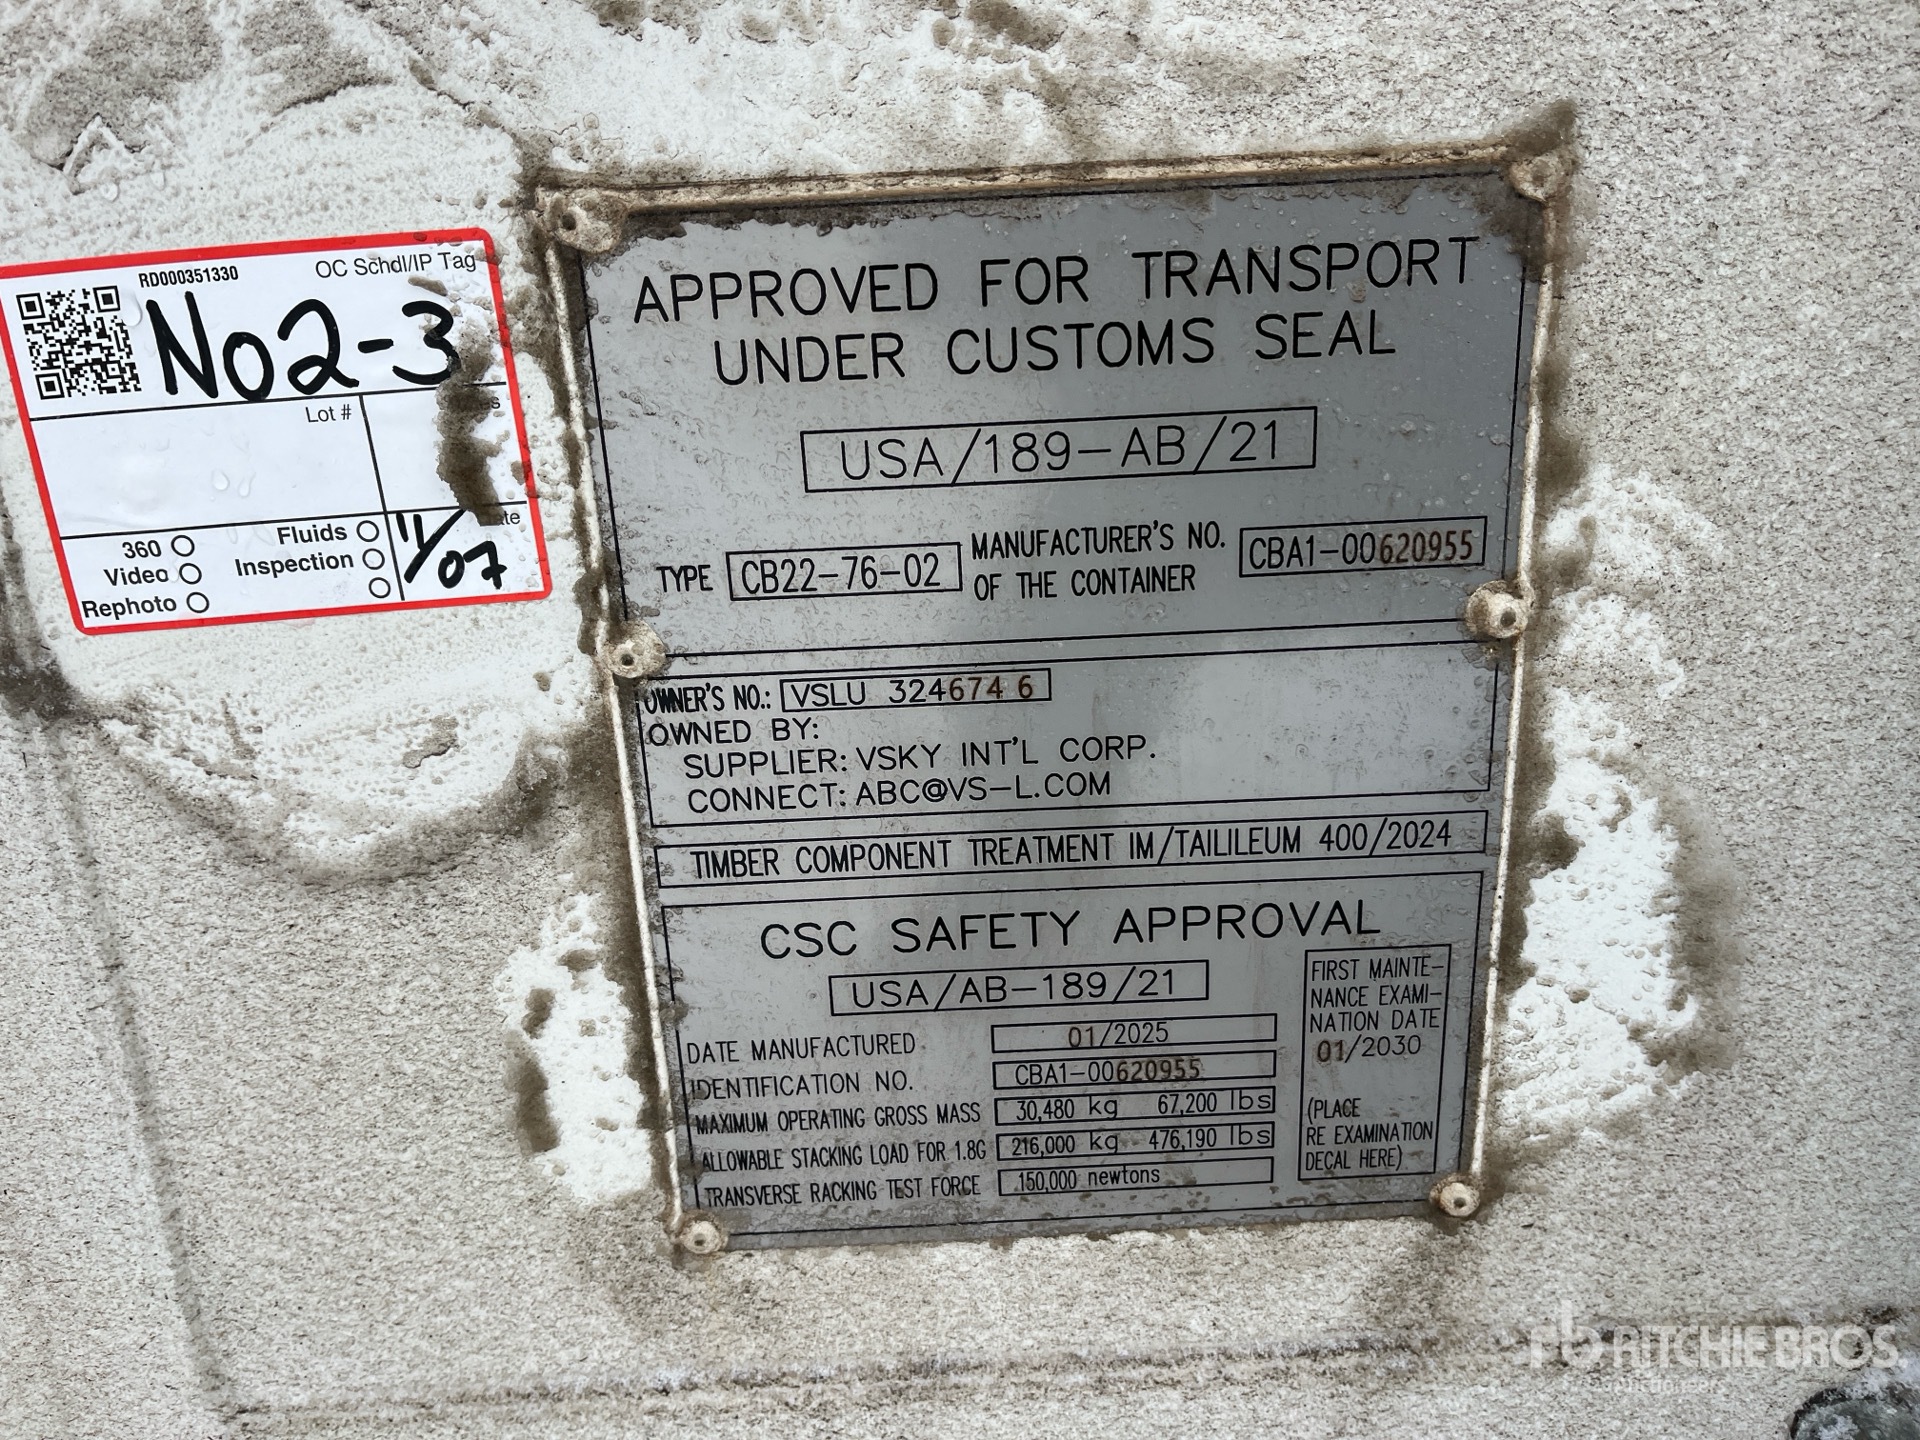 RD000351330
OC Schdl/IP Tag
No2-3
Lot #
360
Video
Rephoto
Fluids
Inspection
11/07
APPROVED FOR TRANSPORT
UNDER CUSTOMS SEAL
USA/189-AB/21
TYPE CB22-76-02
MANUFACTURER'S NO.
OF THE CONTAINER
CBA1-00620955
OWNER'S NO.: VSLU 324674 6
OWNED BY:
SUPPLIER: VSKY INT'L CORP.
CONNECT: ABC@VS-L.COM
TIMBER COMPONENT TREATMENT IM/TAILILEUM 400/2024
CSC SAFETY APPROVAL
USA/AB-189/21
DATE MANUFACTURED 01/2025
IDENTIFICATION NO. CBA1-00620955
MAXIMUM OPERATING GROSS MASS 30,480 kg 67,200 lbs
ALLOWABLE STACKING LOAD FOR 1.8G 216,000 kg 476,190 lbs
TRANSVERSE RACKING TEST FORCE 150,000 newtons
FIRST MAINTE-
NANCE EXAMI-
NATION DATE
01/2030
(PLACE
RE EXAMINATION
DECAL HERE)
rb RITCHIE BROS.
auctioneers